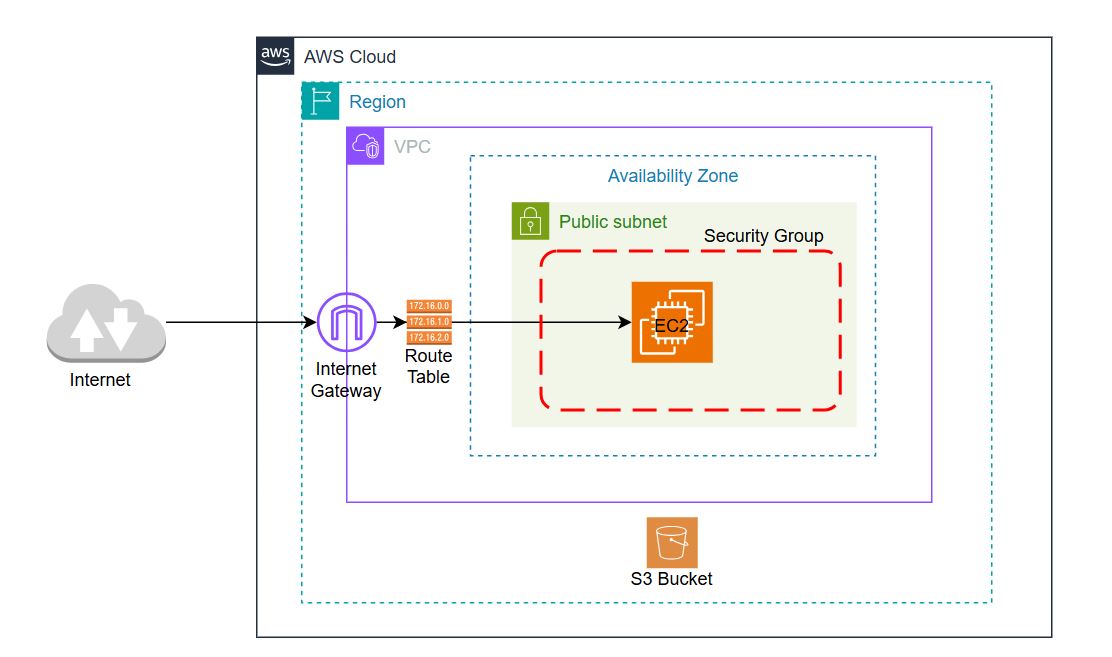 aws
AWS Cloud
Region
VPC
Availability Zone
Public subnet
Security Group
EC2
172.16.0.0
172.16.1.0
172.16.2.0
Route
Table
Internet
Gateway
Internet
S3 Bucket